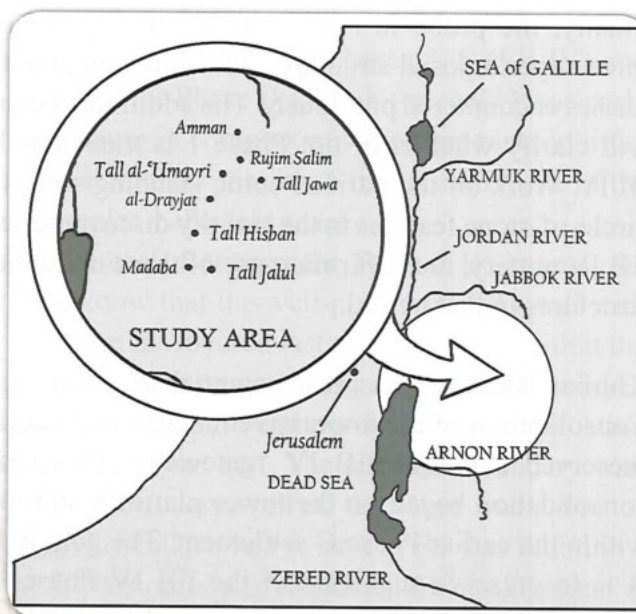 SEA of GALILLE
Amman
Rujim Salim
Tall al-ᶜUmayri
Tall Jawa
al-Drayjat
YARMUK RIVER
Tall Hisban
JORDAN RIVER
Madaba
Tall Jalul
JABBOK RIVER
STUDY AREA
Jerusalem
ARNON RIVER
DEAD SEA
ZERED RIVER